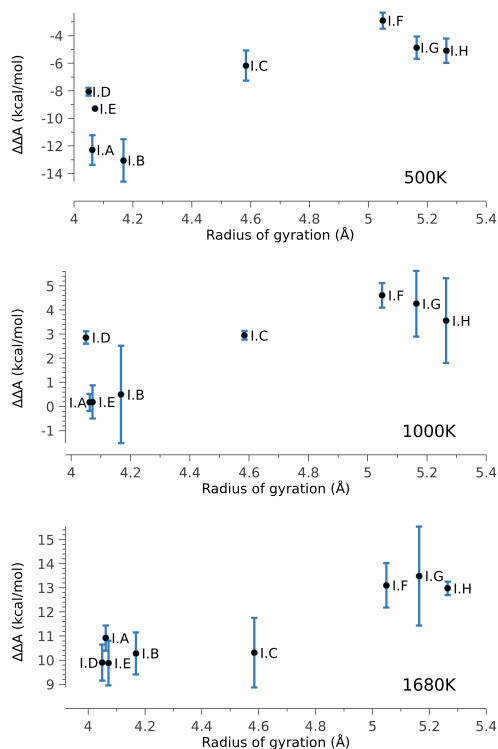 -4
-6
-8
-10
-12
-14
ΔΔA (kcal/mol)
I.F
I.G
I.H
I.C
I.D
I.E
I.A
I.B
500K
4
4.2
4.4
4.6
4.8
5
5.2
5.4
Radius of gyration (Å)
5
4
3
2
1
0
-1
ΔΔA (kcal/mol)
I.F
I.G
I.H
I.D
I.C
I.A
I.E
I.B
1000K
4
4.2
4.4
4.6
4.8
5
5.2
5.4
Radius of gyration (Å)
15
14
13
12
11
10
9
ΔΔA (kcal/mol)
I.G
I.F
I.H
I.A
I.B
I.C
I.D
I.E
1680K
4
4.2
4.4
4.6
4.8
5
5.2
5.4
Radius of gyration (Å)